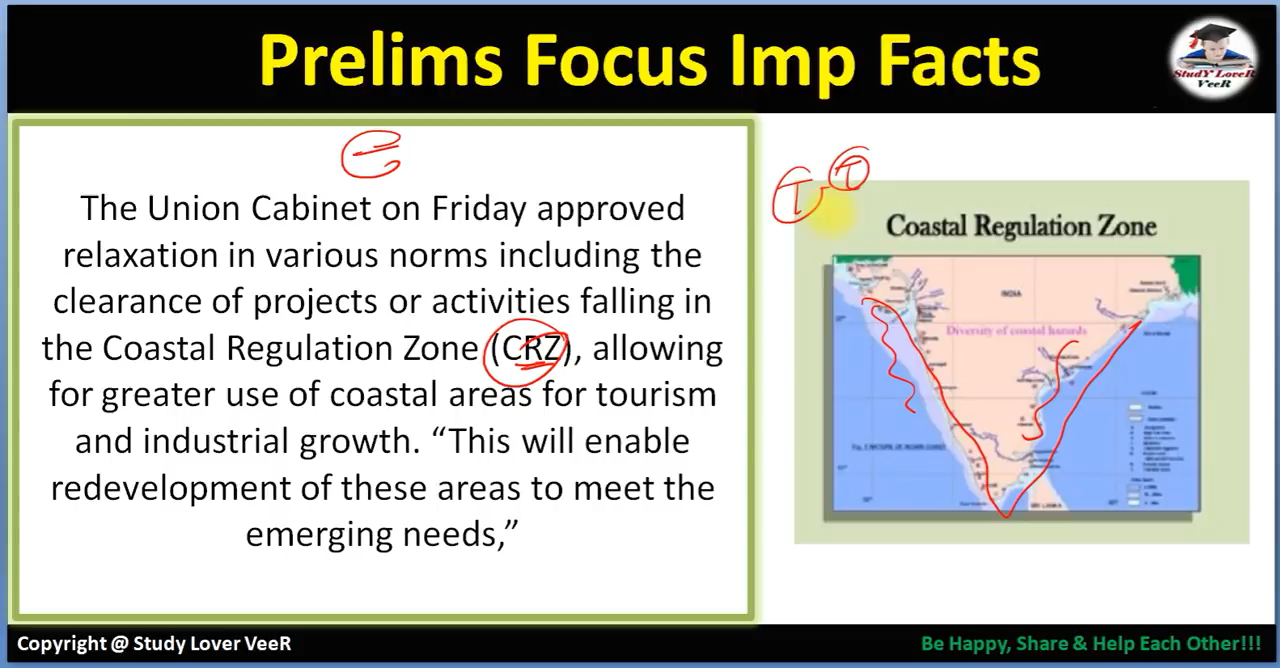 Prelims Focus Imp Facts
StudY LoveR
VeeR
The Union Cabinet on Friday approved
relaxation in various norms including the
clearance of projects or activities falling in
the Coastal Regulation Zone (CRZ), allowing
for greater use of coastal areas for tourism
and industrial growth. “This will enable
redevelopment of these areas to meet the
emerging needs,”
T T
Coastal Regulation Zone
INDIA
Diversity of coastal hazards
SRI LANKA
Copyright @ Study Lover VeeR
Be Happy, Share & Help Each Other!!!